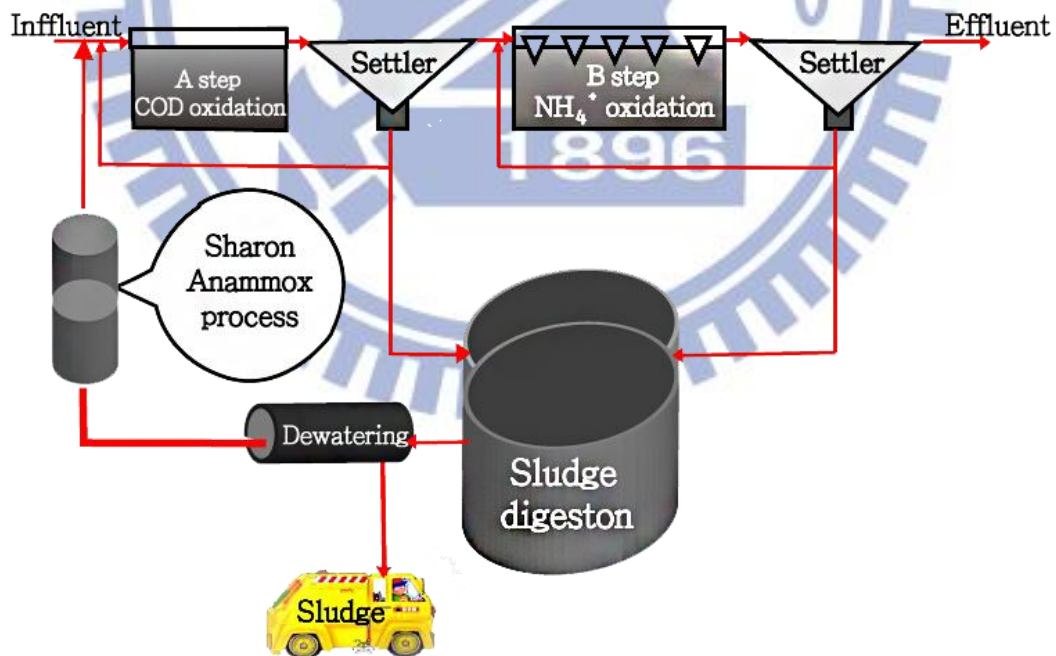 Inffluent
Effluent
A step
COD oxidation
Settler
B step
NH₄⁺ oxidation
Settler
1896
Sharon
Anammox
process
Dewatering
Sludge
digeston
Sludge